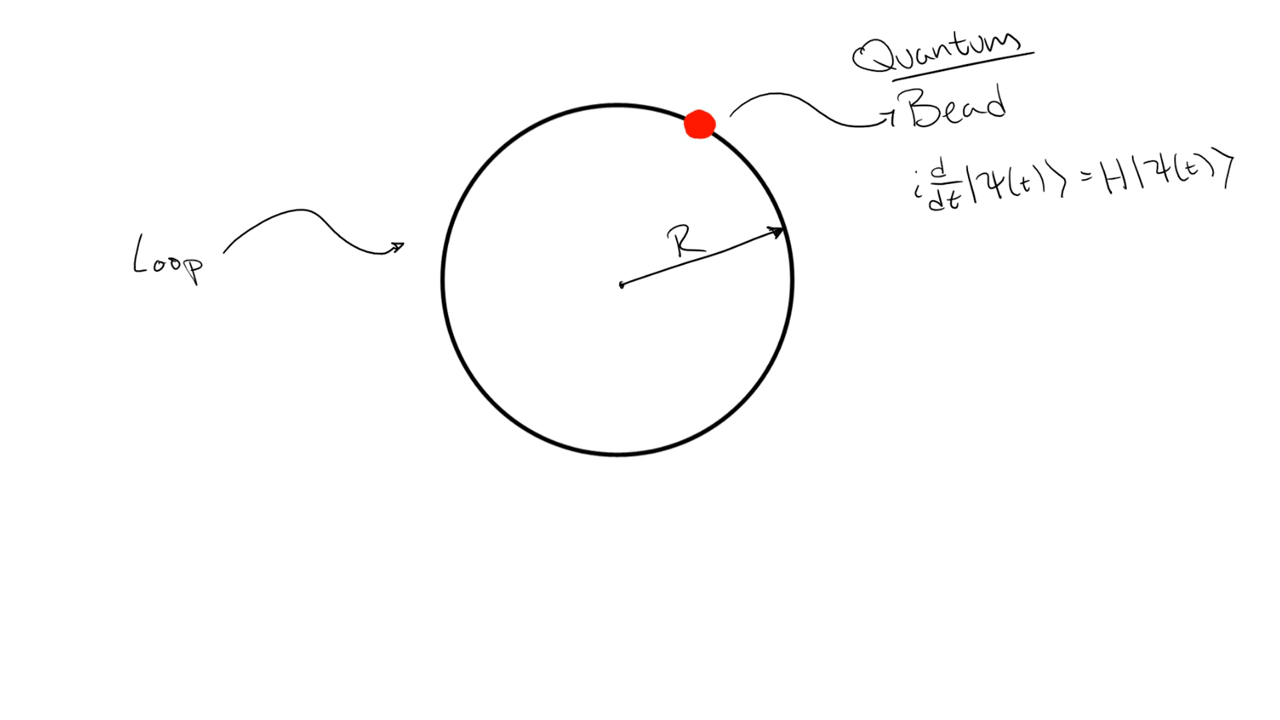 Quantum
Bead
i d/dt |Ψ(t)⟩ = H|Ψ(t)⟩
R
Loop